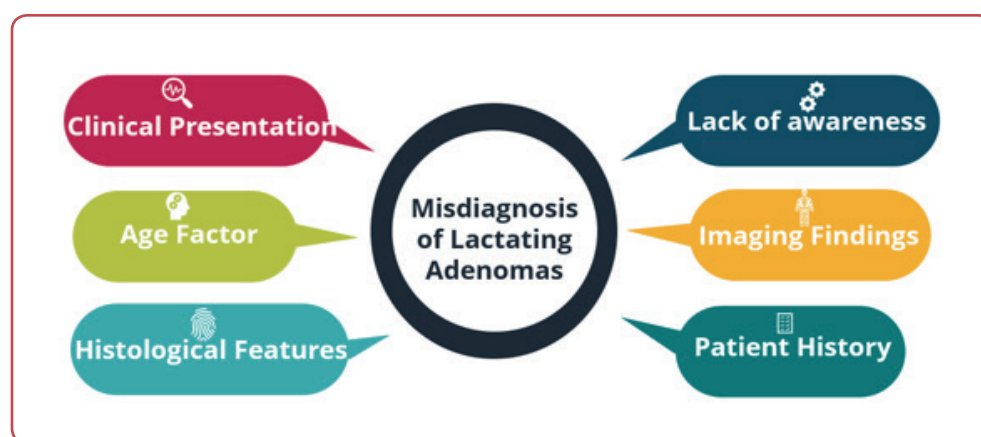 Clinical Presentation
Age Factor
Histological Features
Misdiagnosis
of Lactating
Adenomas
Lack of awareness
Imaging Findings
Patient History